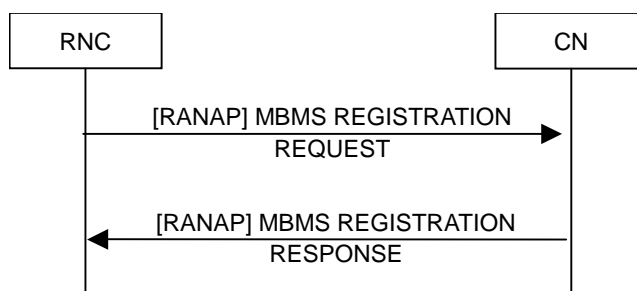 RNC
CN
[RANAP] MBMS REGISTRATION
REQUEST
[RANAP] MBMS REGISTRATION
RESPONSE